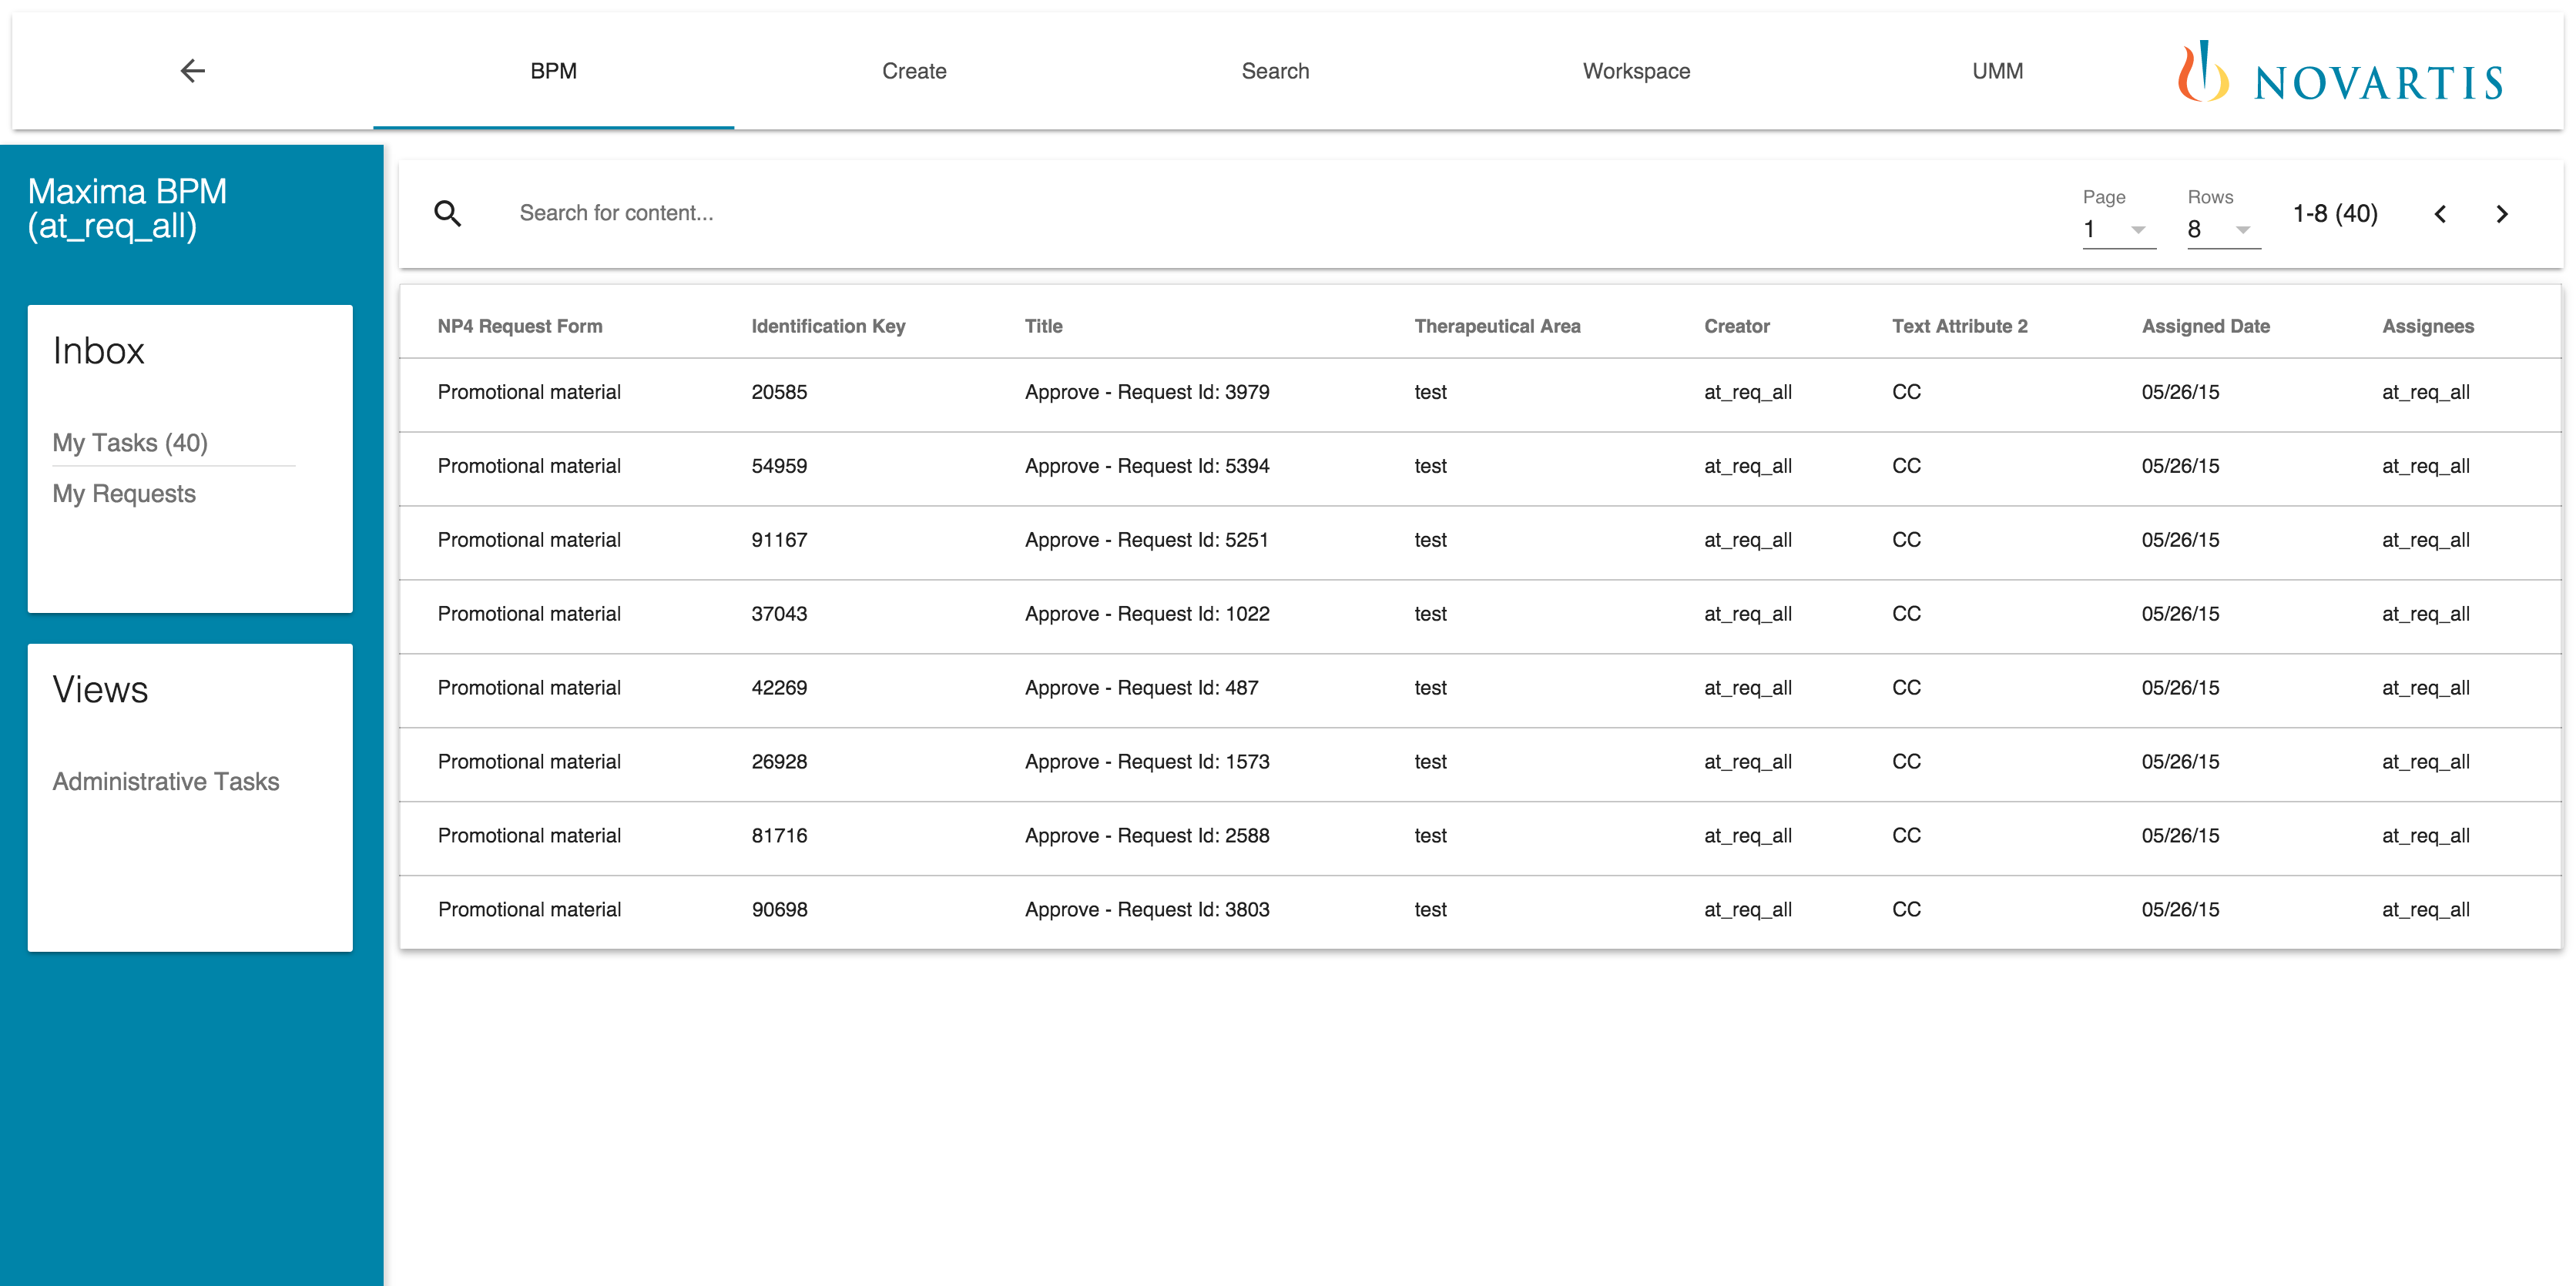 BPM Create Search Workspace UMM NOVARTIS
Maxima BPM
(at_req_all)
Inbox
My Tasks (40)
My Requests
Views
Administrative Tasks
Search for content...
Page
1
Rows
8
1-8 (40)
NP4 Request Form Identification Key Title Therapeutical Area Creator Text Attribute 2 Assigned Date Assignees
Promotional material 20585 Approve - Request Id: 3979 test at_req_all CC 05/26/15 at_req_all
Promotional material 54959 Approve - Request Id: 5394 test at_req_all CC 05/26/15 at_req_all
Promotional material 91167 Approve - Request Id: 5251 test at_req_all CC 05/26/15 at_req_all
Promotional material 37043 Approve - Request Id: 1022 test at_req_all CC 05/26/15 at_req_all
Promotional material 42269 Approve - Request Id: 487 test at_req_all CC 05/26/15 at_req_all
Promotional material 26928 Approve - Request Id: 1573 test at_req_all CC 05/26/15 at_req_all
Promotional material 81716 Approve - Request Id: 2588 test at_req_all CC 05/26/15 at_req_all
Promotional material 90698 Approve - Request Id: 3803 test at_req_all CC 05/26/15 at_req_all